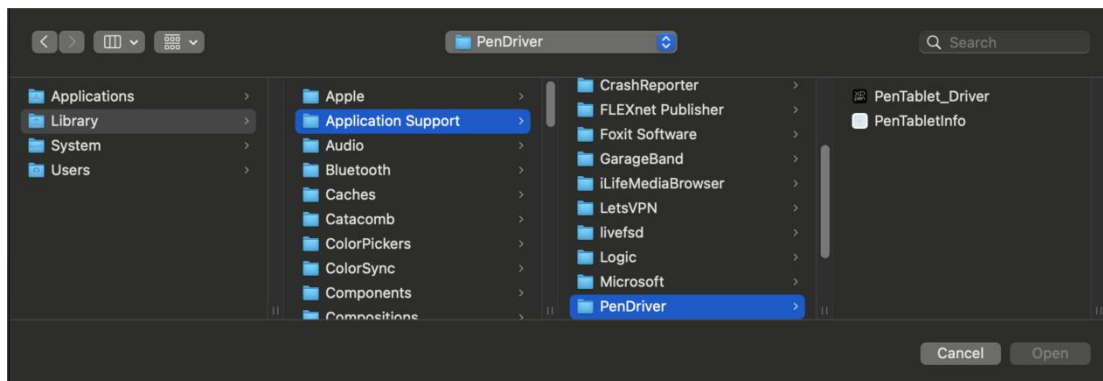 PenDriver
Search
Applications
Library
System
Users
Apple
Application Support
Audio
Bluetooth
Caches
Catacomb
ColorPickers
ColorSync
Components
Compositions
CrashReporter
FLEXnet Publisher
Foxit Software
GarageBand
iLifeMediaBrowser
LetsVPN
livefsd
Logic
Microsoft
PenDriver
PenTablet_Driver
PenTabletInfo
Cancel
Open